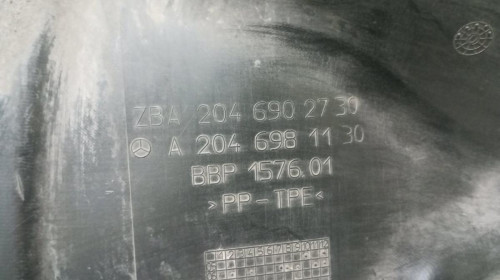 ZBA 204 690 27 30
A 204 698 11 30
BBP 1576.01
>PP-TPE<